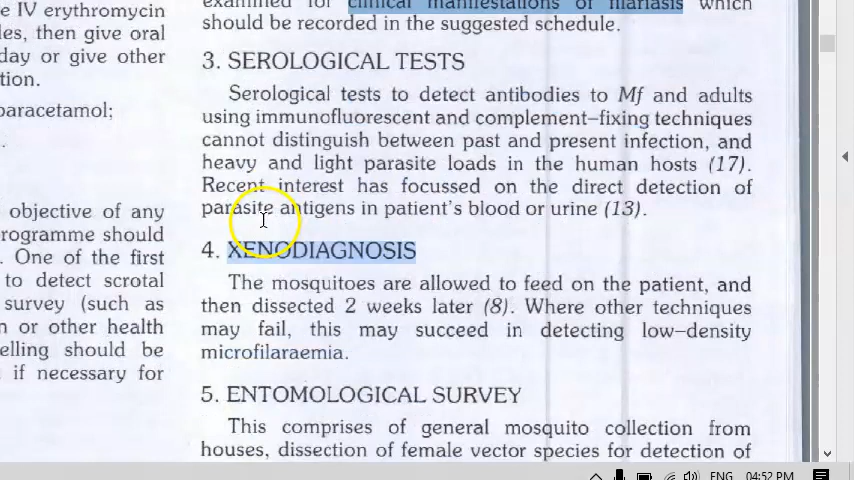 e IV erythromycin
les, then give oral
day or give other
tion.
paracetamol;
objective of any
rogramme should
. One of the first
to detect scrotal
survey (such as
n or other health
elling should be
if necessary for
examined for clinical manifestations of filariasis which
should be recorded in the suggested schedule.
3. SEROLOGICAL TESTS
Serological tests to detect antibodies to Mf and adults
using immunofluorescent and complement–fixing techniques
cannot distinguish between past and present infection, and
heavy and light parasite loads in the human hosts (17).
Recent interest has focussed on the direct detection of
parasite antigens in patient's blood or urine (13).
4. XENODIAGNOSIS
The mosquitoes are allowed to feed on the patient, and
then dissected 2 weeks later (8). Where other techniques
may fail, this may succeed in detecting low–density
microfilaraemia.
5. ENTOMOLOGICAL SURVEY
This comprises of general mosquito collection from
houses, dissection of female vector species for detection of
ENG 04:52 PM